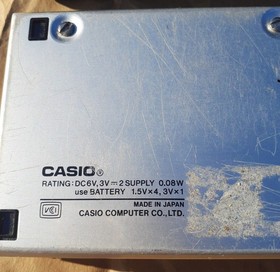 CASIO®
RATING: DC6V, 3V⎓2 SUPPLY 0.08W
use BATTERY 1.5V×4, 3V×1
MADE IN JAPAN
VCCI
CASIO COMPUTER CO., LTD.